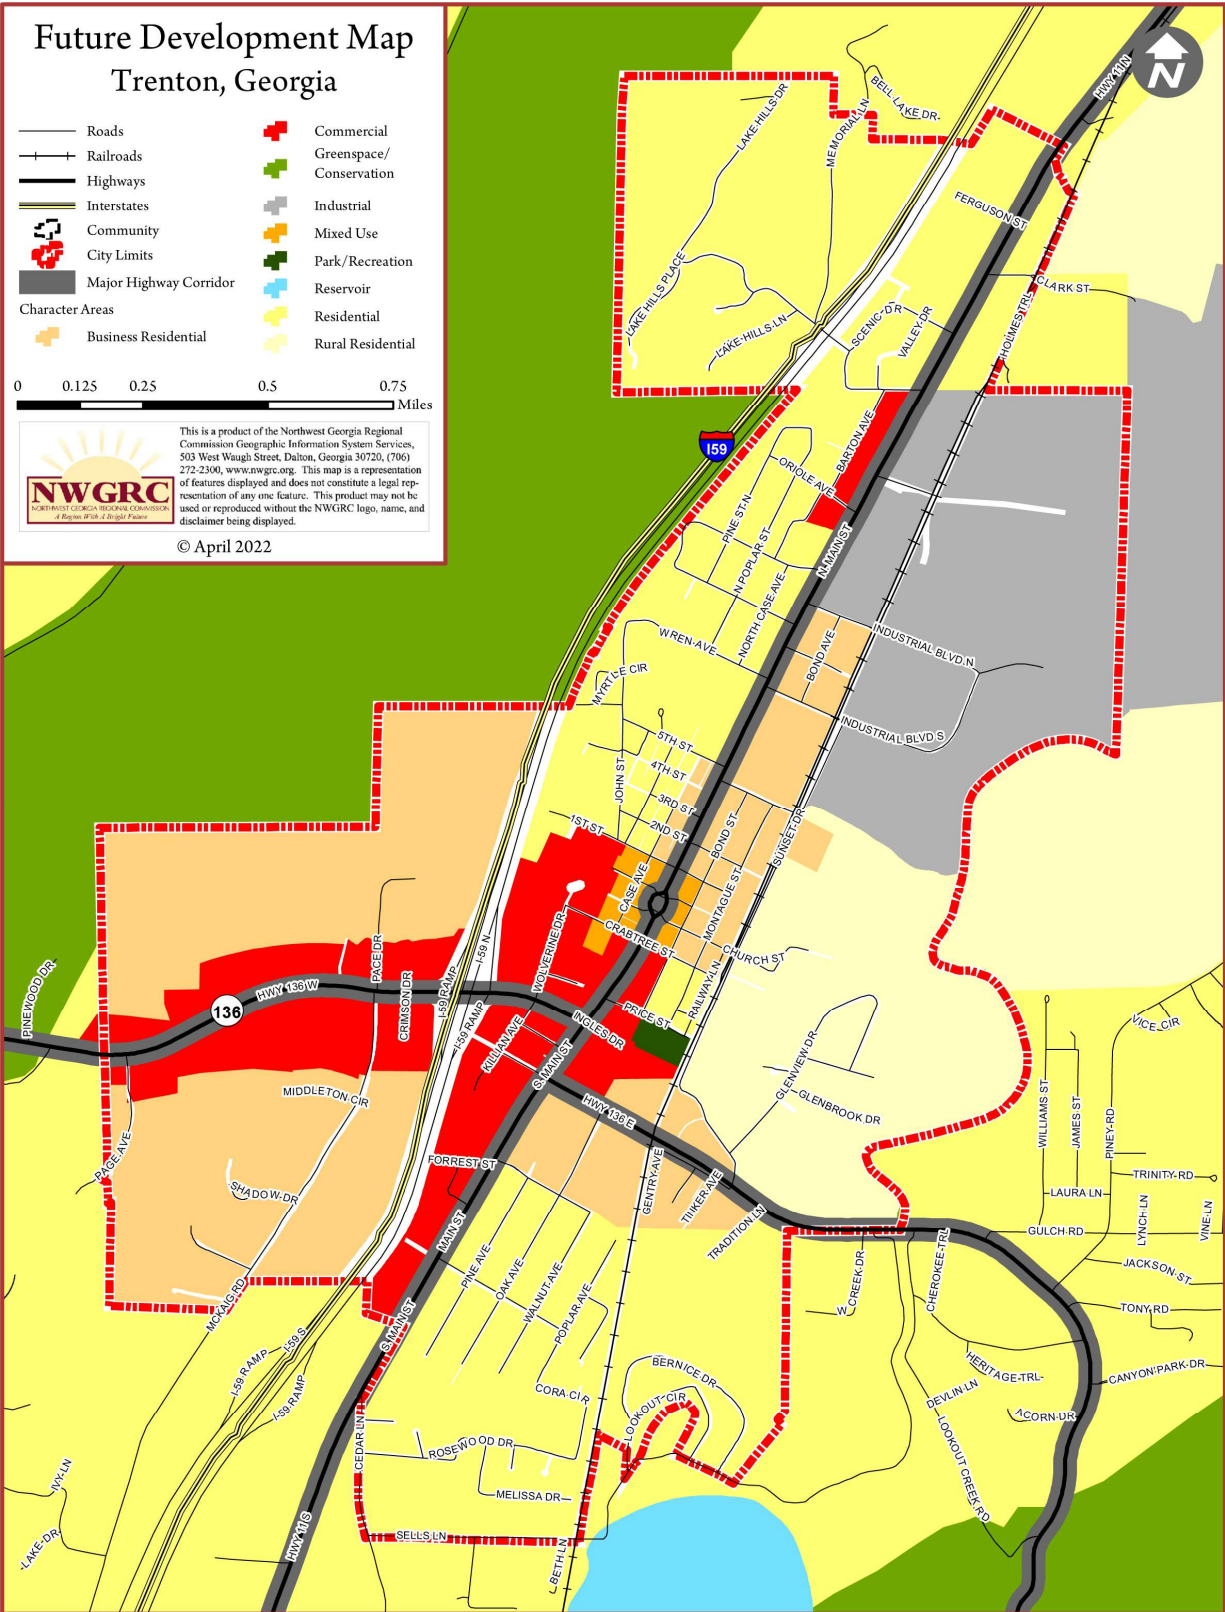 Future Development Map
Trenton, Georgia
Roads
Railroads
Highways
Interstates
Community
City Limits
Major Highway Corridor
Character Areas
Business Residential
Commercial
Greenspace/
Conservation
Industrial
Mixed Use
Park/Recreation
Reservoir
Residential
Rural Residential
0 0.125 0.25 0.5 0.75
Miles
NWGRC
NORTHWEST GEORGIA REGIONAL COMMISSION
A Region With A Bright Future
This is a product of the Northwest Georgia Regional
Commission Geographic Information System Services,
503 West Waugh Street, Dalton, Georgia 30720, (706)
272-2300, www.nwgrc.org. This map is a representation
of features displayed and does not constitute a legal rep-
resentation of any one feature. This product may not be
used or reproduced without the NWGRC logo, name, and
disclaimer being displayed.
© April 2022
N
HWY 11 N
BELL LAKE DR
LAKE HILLS DR
MEMORIAL LN
FERGUSON ST
CLARK ST
LAKE HILLS PLACE
HOLMES TRL
LAKE HILLS LN
SCENIC DR
VALLEY DR
I59
BARTON AVE
ORIOLE AVE
PINE ST N
N POPLAR ST
N MAIN ST
NORTH CASE AVE
WREN AVE
BOND AVE
INDUSTRIAL BLVD N
MYRTLE CIR
INDUSTRIAL BLVD S
5TH ST
4TH ST
JOHN ST
3RD ST
2ND ST
1ST ST
BOND ST
SUNSET DR
CASE AVE
MONTAGUE ST
CRABTREE ST
CHURCH ST
WOLVERINE DR
I-59 N
RAILWAY LN
PACE DR
CRIMSON DR
I-59 RAMP
I-59 RAMP
HWY 136 W
136
PINEWOOD DR
KILLIAN AVE
INGLES DR
PRICE ST
S MAIN ST
GLENVIEW DR
GLENBROOK DR
VICE CIR
MIDDLETON CIR
HWY 136 E
WILLIAMS ST
JAMES ST
PINEY RD
PAGE AVE
FORREST ST
GENTRY AVE
TINKER AVE
TRADITION LN
TRINITY RD
LAURA LN
SHADOW DR
MAIN ST
GULCH RD
LYNCH LN
VINE LN
PINE AVE
OAK AVE
WALNUT AVE
POPLAR AVE
W CREEK DR
CHEROKEE TRL
JACKSON ST
TONY RD
MCKAIG RD
S MAIN ST
I-59 S
I-59 RAMP
I-59 RAMP
BERNICE DR
HERITAGE TRL
CANYON PARK DR
CORA CIR
LOOKOUT CIR
DEVLIN LN
ACORN DR
CEDAR LN
ROSEWOOD DR
LOOKOUT CREEK RD
IVY LN
MELISSA DR
LAKE DR
HWY 11 S
SELLS LN
BETH LN